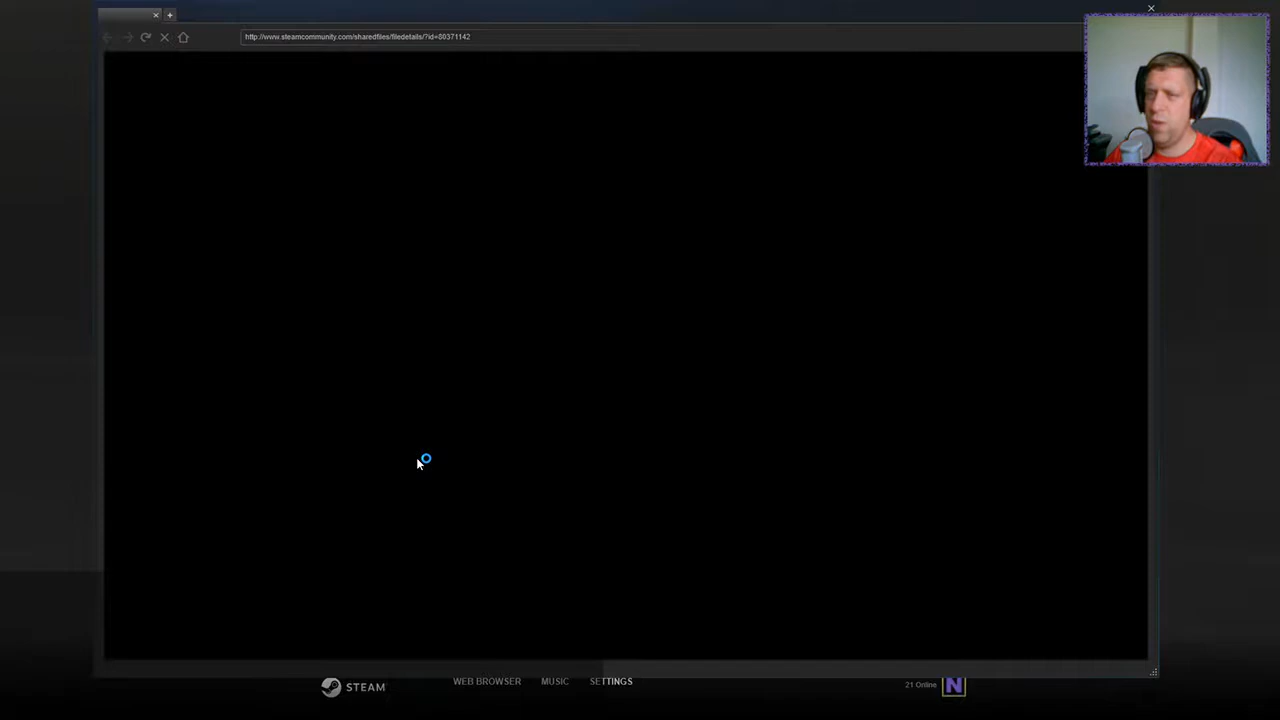 http://www.steamcommunity.com/sharedfiles/filedetails/?id=80371142
STEAM
WEB BROWSER
MUSIC
SETTINGS
21 Online
N